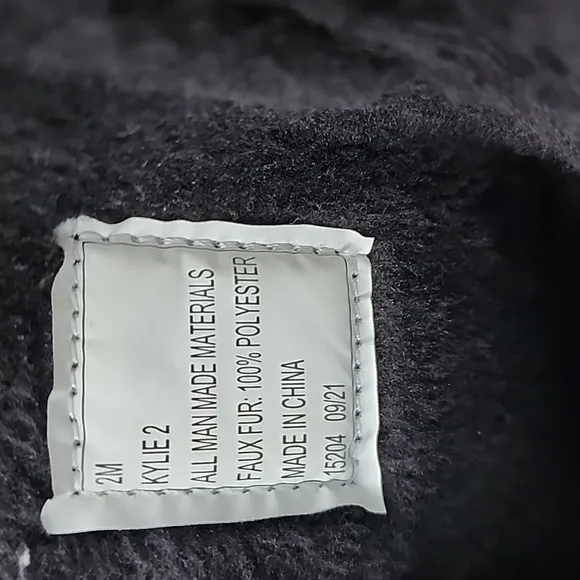 2M
KYLIE 2
ALL MAN MADE MATERIALS
FAUX FUR: 100% POLYESTER
MADE IN CHINA
15204 09/21